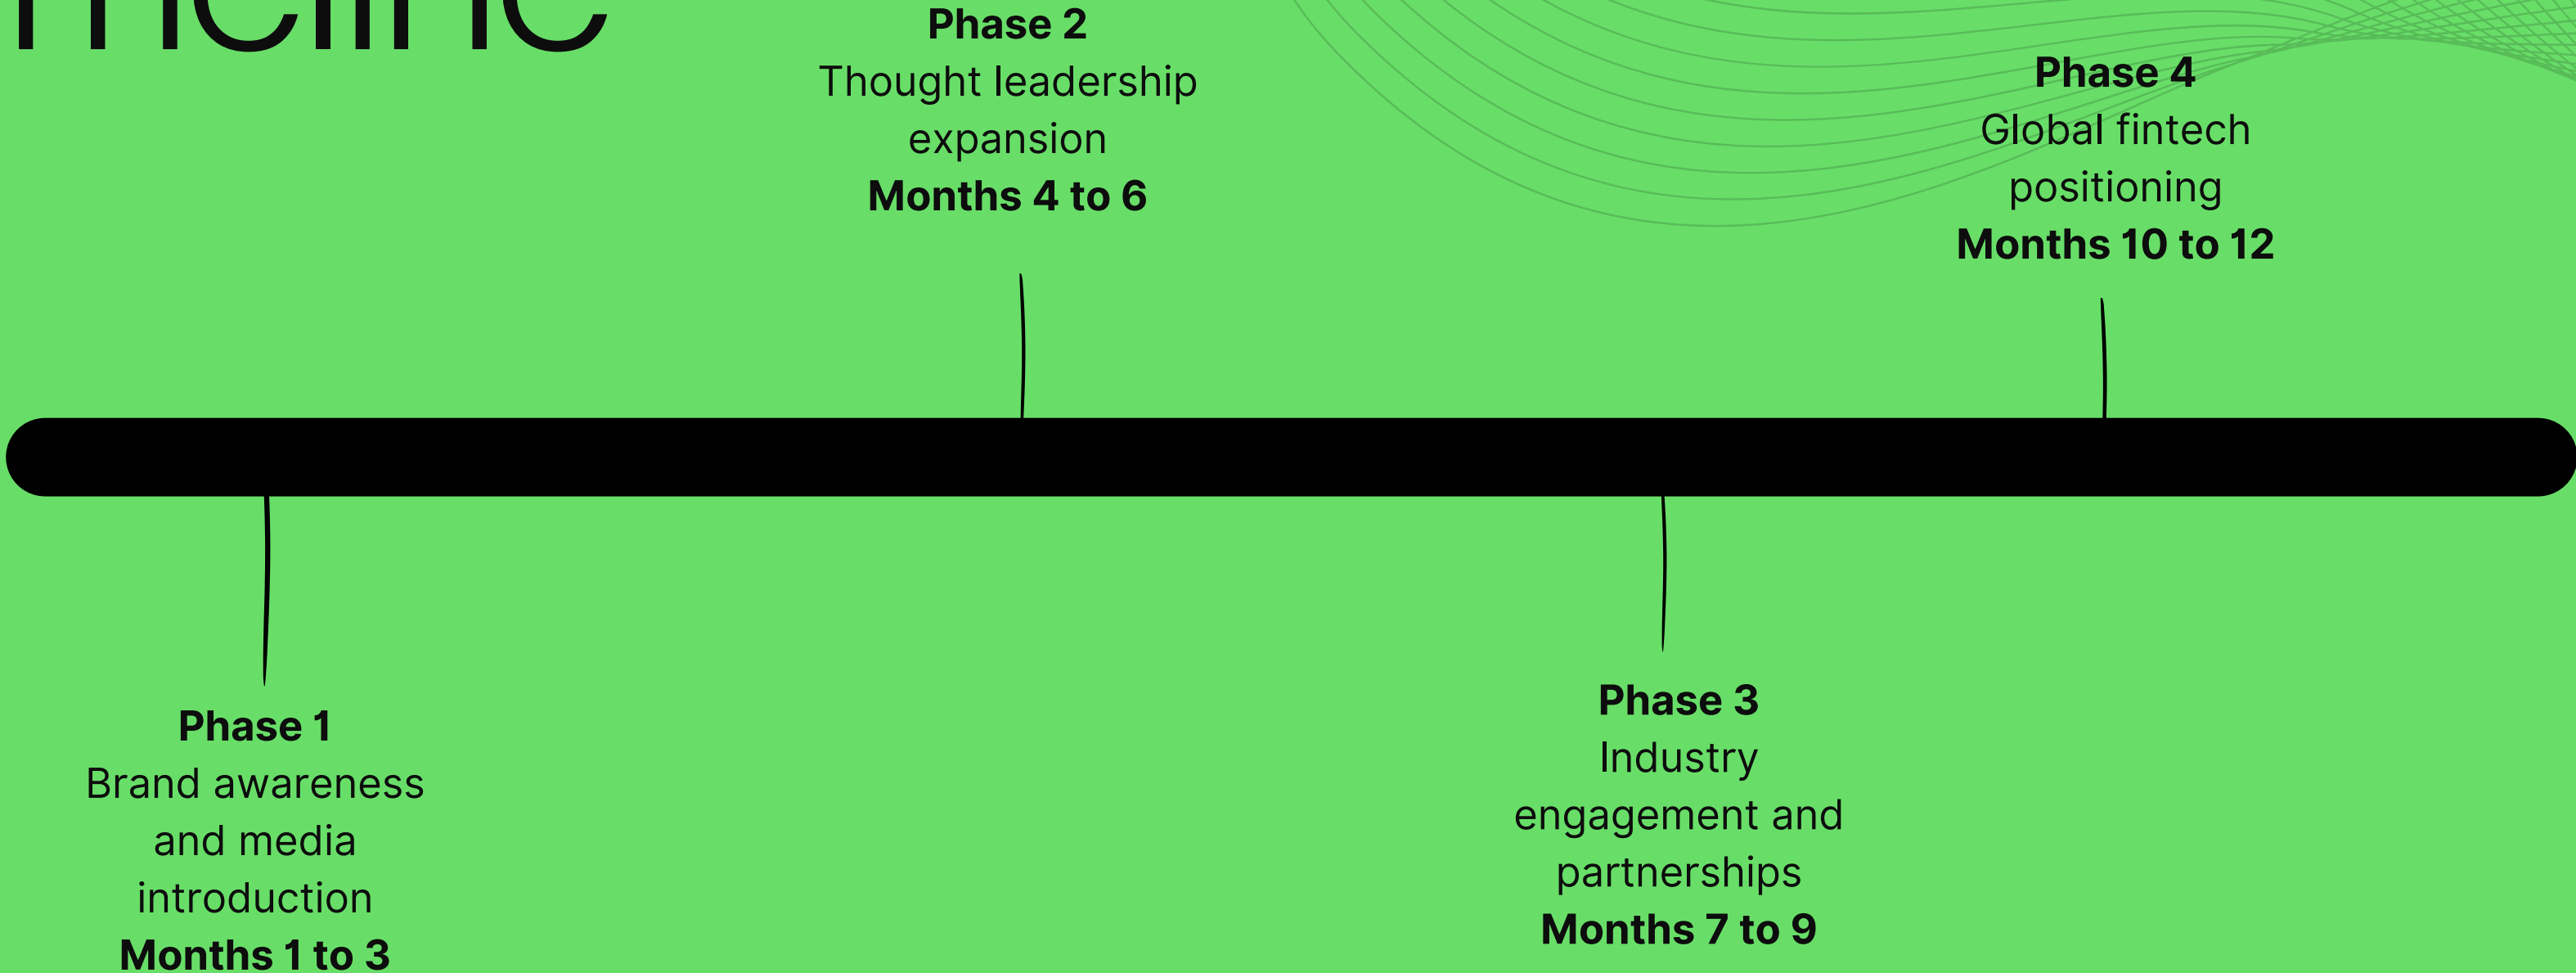 Phase 2
Thought leadership
expansion
Months 4 to 6
Phase 4
Global fintech
positioning
Months 10 to 12
Phase 1
Brand awareness
and media
introduction
Months 1 to 3
Phase 3
Industry
engagement and
partnerships
Months 7 to 9